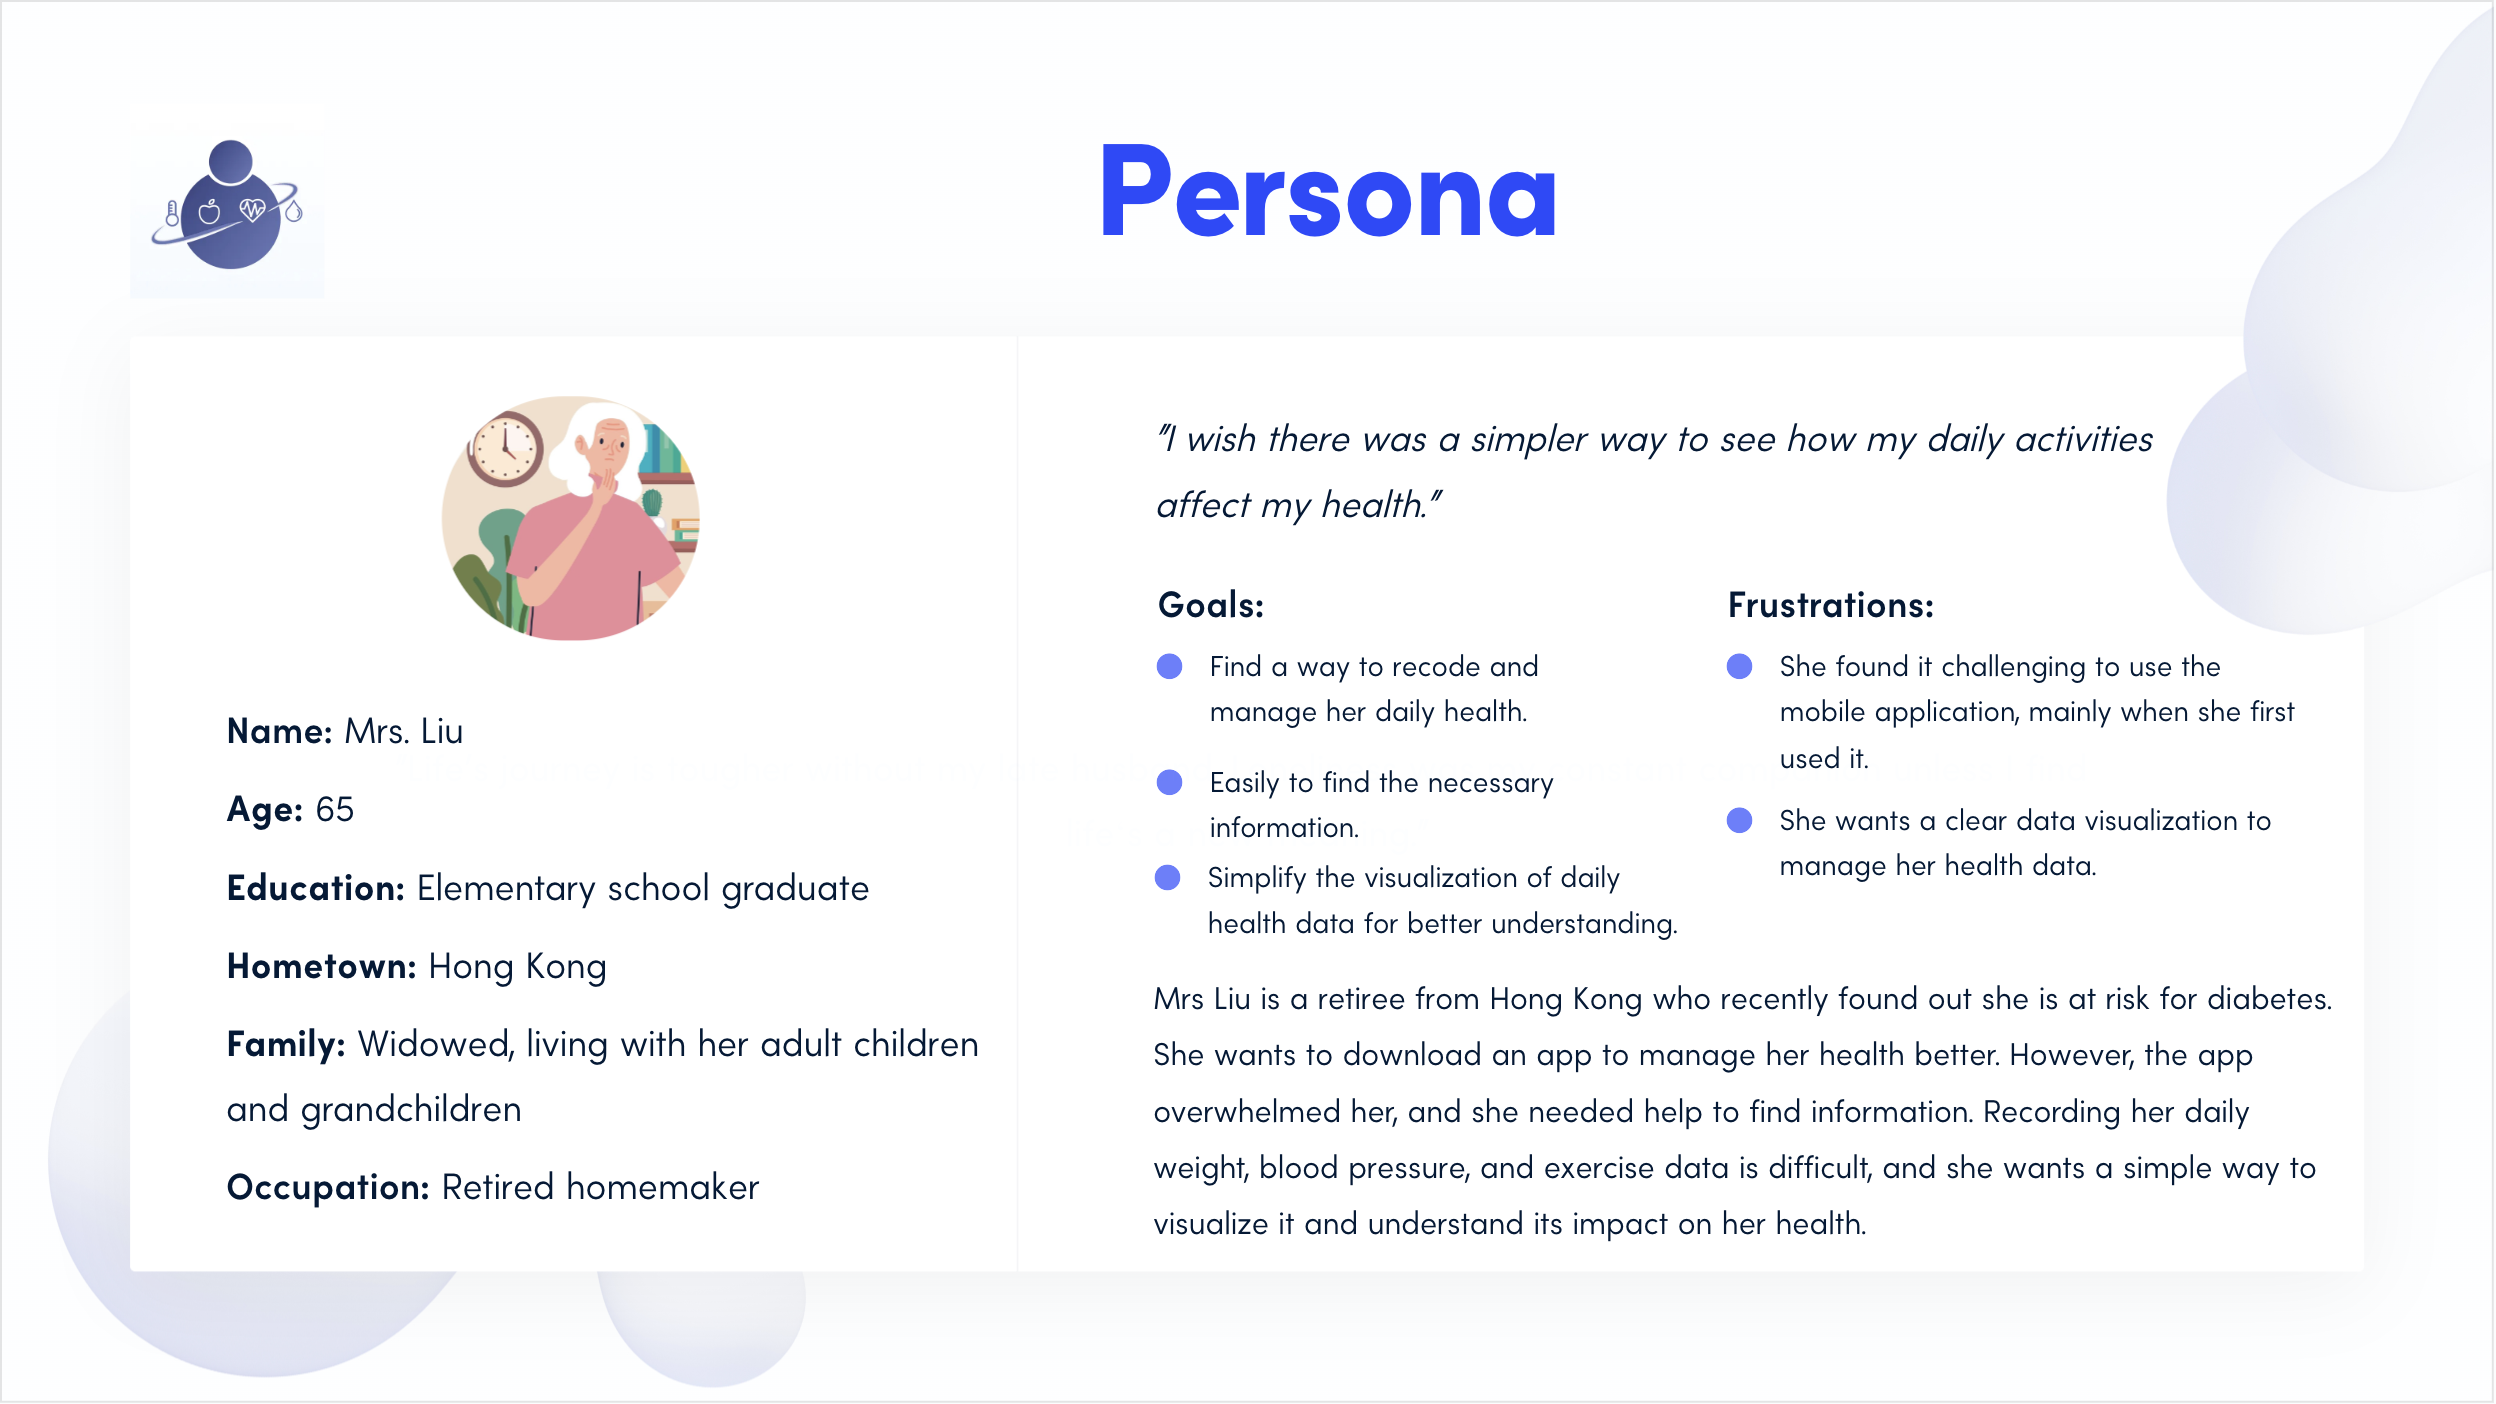 Persona
Name: Mrs. Liu
Age: 65
Education: Elementary school graduate
Hometown: Hong Kong
Family: Widowed, living with her adult children
and grandchildren
Occupation: Retired homemaker
"I wish there was a simpler way to see how my daily activities
affect my health."
Goals:
Find a way to recode and
manage her daily health.
Easily to find the necessary
information.
Simplify the visualization of daily
health data for better understanding.
Frustrations:
She found it challenging to use the
mobile application, mainly when she first
used it.
She wants a clear data visualization to
manage her health data.
Mrs Liu is a retiree from Hong Kong who recently found out she is at risk for diabetes.
She wants to download an app to manage her health better. However, the app
overwhelmed her, and she needed help to find information. Recording her daily
weight, blood pressure, and exercise data is difficult, and she wants a simple way to
visualize it and understand its impact on her health.